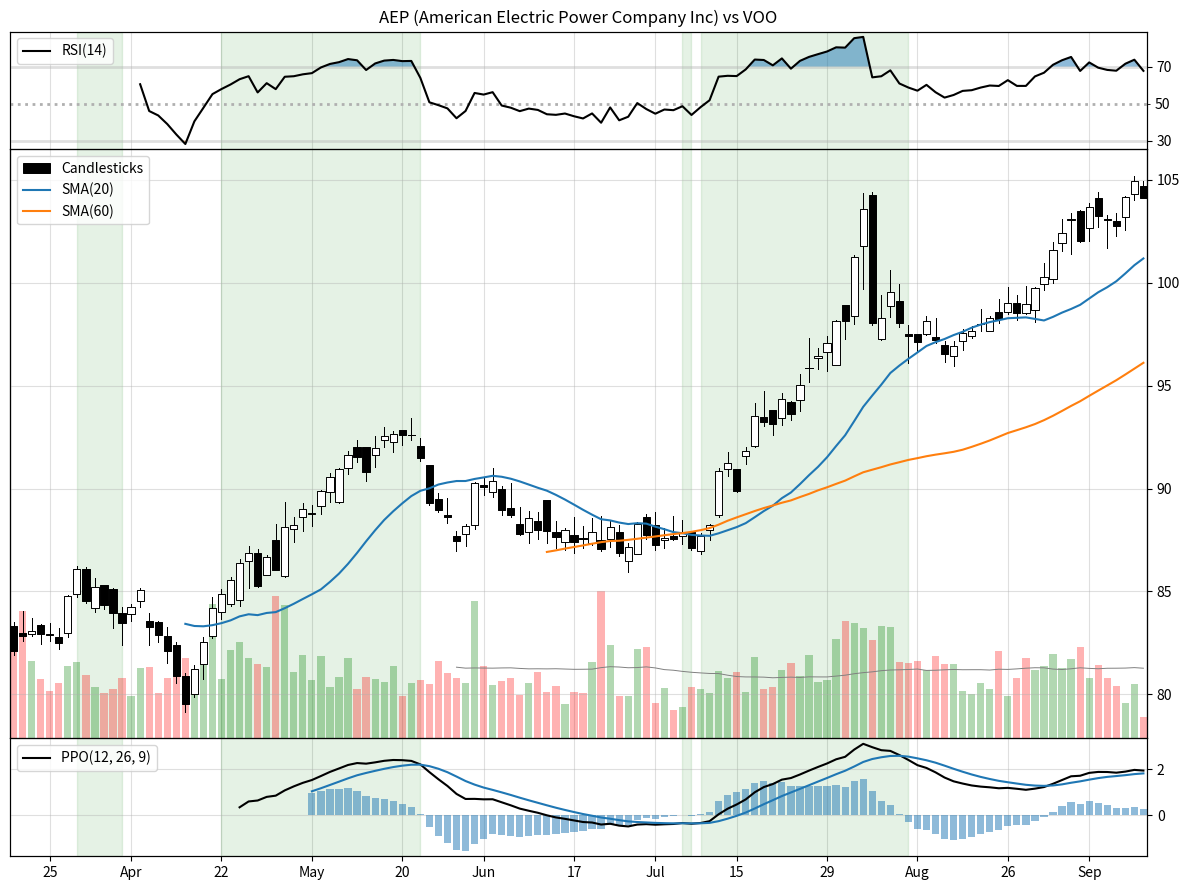 AEP (American Electric Power Company Inc) vs VOO
RSI(14)
70
50
30
Candlesticks
SMA(20)
SMA(60)
105
100
95
90
85
80
PPO(12, 26, 9)
2
0
25 Apr 22 May 20 Jun 17 Jul 15 29 Aug 26 Sep